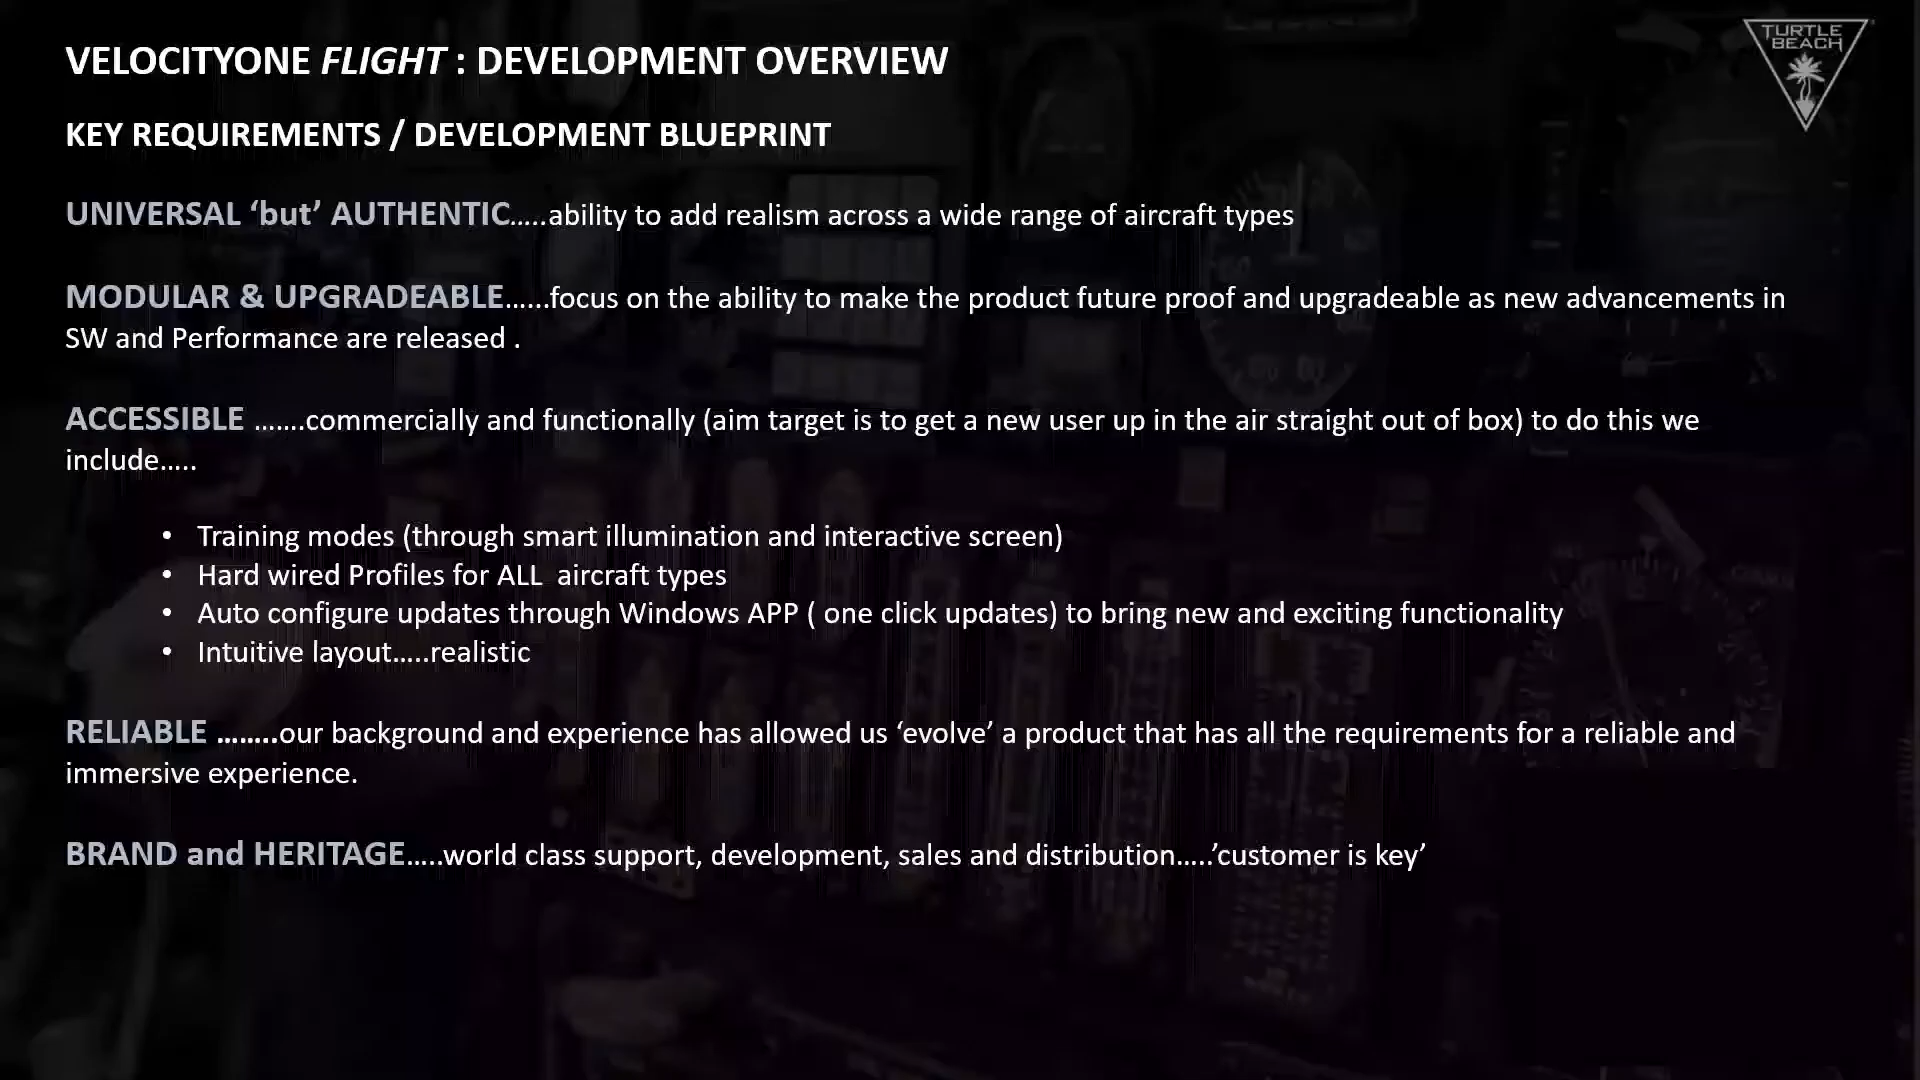 VELOCITYONE FLIGHT : DEVELOPMENT OVERVIEW
TURTLE
BEACH
KEY REQUIREMENTS / DEVELOPMENT BLUEPRINT
UNIVERSAL ‘but’ AUTHENTIC…..ability to add realism across a wide range of aircraft types
MODULAR & UPGRADEABLE……focus on the ability to make the product future proof and upgradeable as new advancements in
SW and Performance are released .
ACCESSIBLE …….commercially and functionally (aim target is to get a new user up in the air straight out of box) to do this we
include…..
• Training modes (through smart illumination and interactive screen)
• Hard wired Profiles for ALL  aircraft types
• Auto configure updates through Windows APP ( one click updates) to bring new and exciting functionality
• Intuitive layout…..realistic
RELIABLE ……..our background and experience has allowed us ‘evolve’ a product that has all the requirements for a reliable and
immersive experience.
BRAND and HERITAGE…..world class support, development, sales and distribution…..’customer is key’